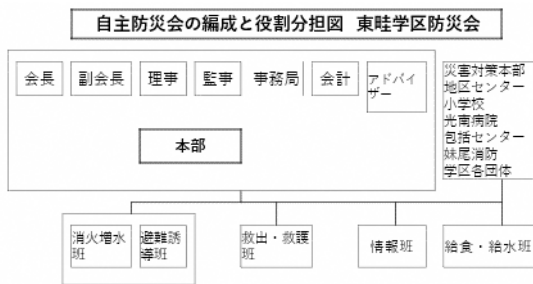 自主防災会の編成と役割分担図 東畦学区防災会
会長
副会長
理事
監事
事務局
会計
アドバイ
ザー
本部
災害対策本部
地区センター
小学校
光南病院
包括センター
妹尾消防
学区各団体
消火増水
班
避難誘
導班
救出・救護
班
情報班
給食・給水班